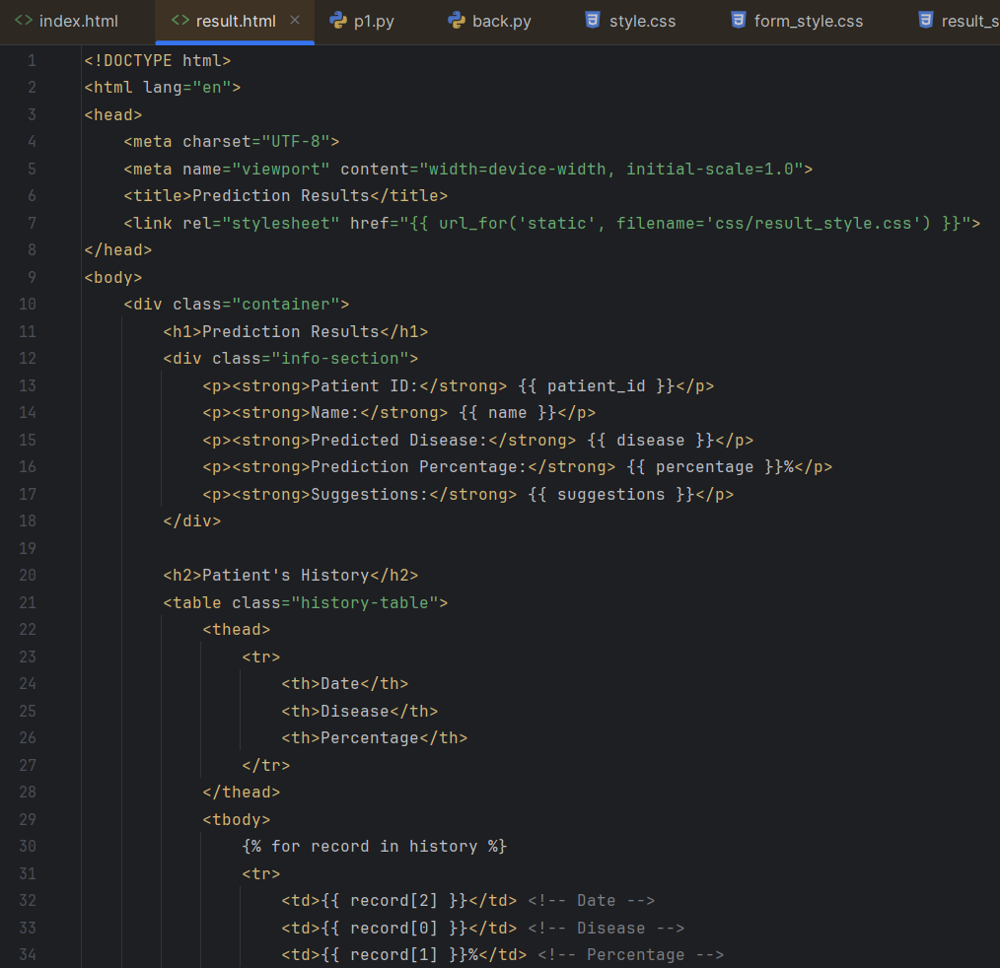 index.html result.html p1.py back.py style.css form_style.css result_s
1 <!DOCTYPE html>
2 <html lang="en">
3 <head>
4     <meta charset="UTF-8">
5     <meta name="viewport" content="width=device-width, initial-scale=1.0">
6     <title>Prediction Results</title>
7     <link rel="stylesheet" href="{{ url_for('static', filename='css/result_style.css') }}">
8 </head>
9 <body>
10     <div class="container">
11         <h1>Prediction Results</h1>
12         <div class="info-section">
13             <p><strong>Patient ID:</strong> {{ patient_id }}</p>
14             <p><strong>Name:</strong> {{ name }}</p>
15             <p><strong>Predicted Disease:</strong> {{ disease }}</p>
16             <p><strong>Prediction Percentage:</strong> {{ percentage }}%</p>
17             <p><strong>Suggestions:</strong> {{ suggestions }}</p>
18         </div>
19
20         <h2>Patient's History</h2>
21         <table class="history-table">
22             <thead>
23                 <tr>
24                     <th>Date</th>
25                     <th>Disease</th>
26                     <th>Percentage</th>
27                 </tr>
28             </thead>
29             <tbody>
30                 {% for record in history %}
31                 <tr>
32                     <td>{{ record[2] }}</td> <!-- Date -->
33                     <td>{{ record[0] }}</td> <!-- Disease -->
34                     <td>{{ record[1] }}%</td> <!-- Percentage -->